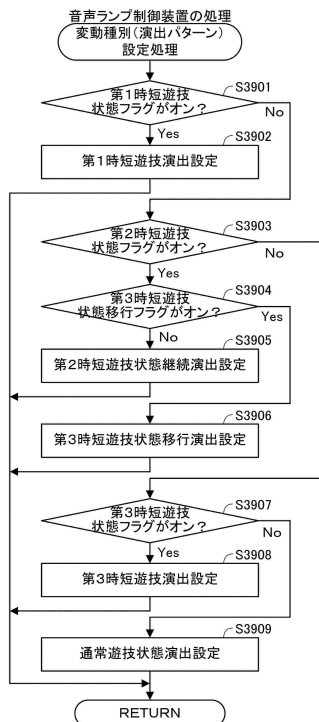 音声ランプ制御装置の処理
変動種別(演出パターン)
設定処理
S3901
第1時短遊技
状態フラグがオン?
No
Yes
S3902
第1時短遊技演出設定
S3903
第2時短遊技
状態フラグがオン?
No
Yes
S3904
第3時短遊技
状態移行フラグがオン?
Yes
No
S3905
第2時短遊技状態継続演出設定
S3906
第3時短遊技状態移行演出設定
S3907
第3時短遊技
状態フラグがオン?
No
Yes
S3908
第3時短遊技演出設定
S3909
通常遊技状態演出設定
RETURN